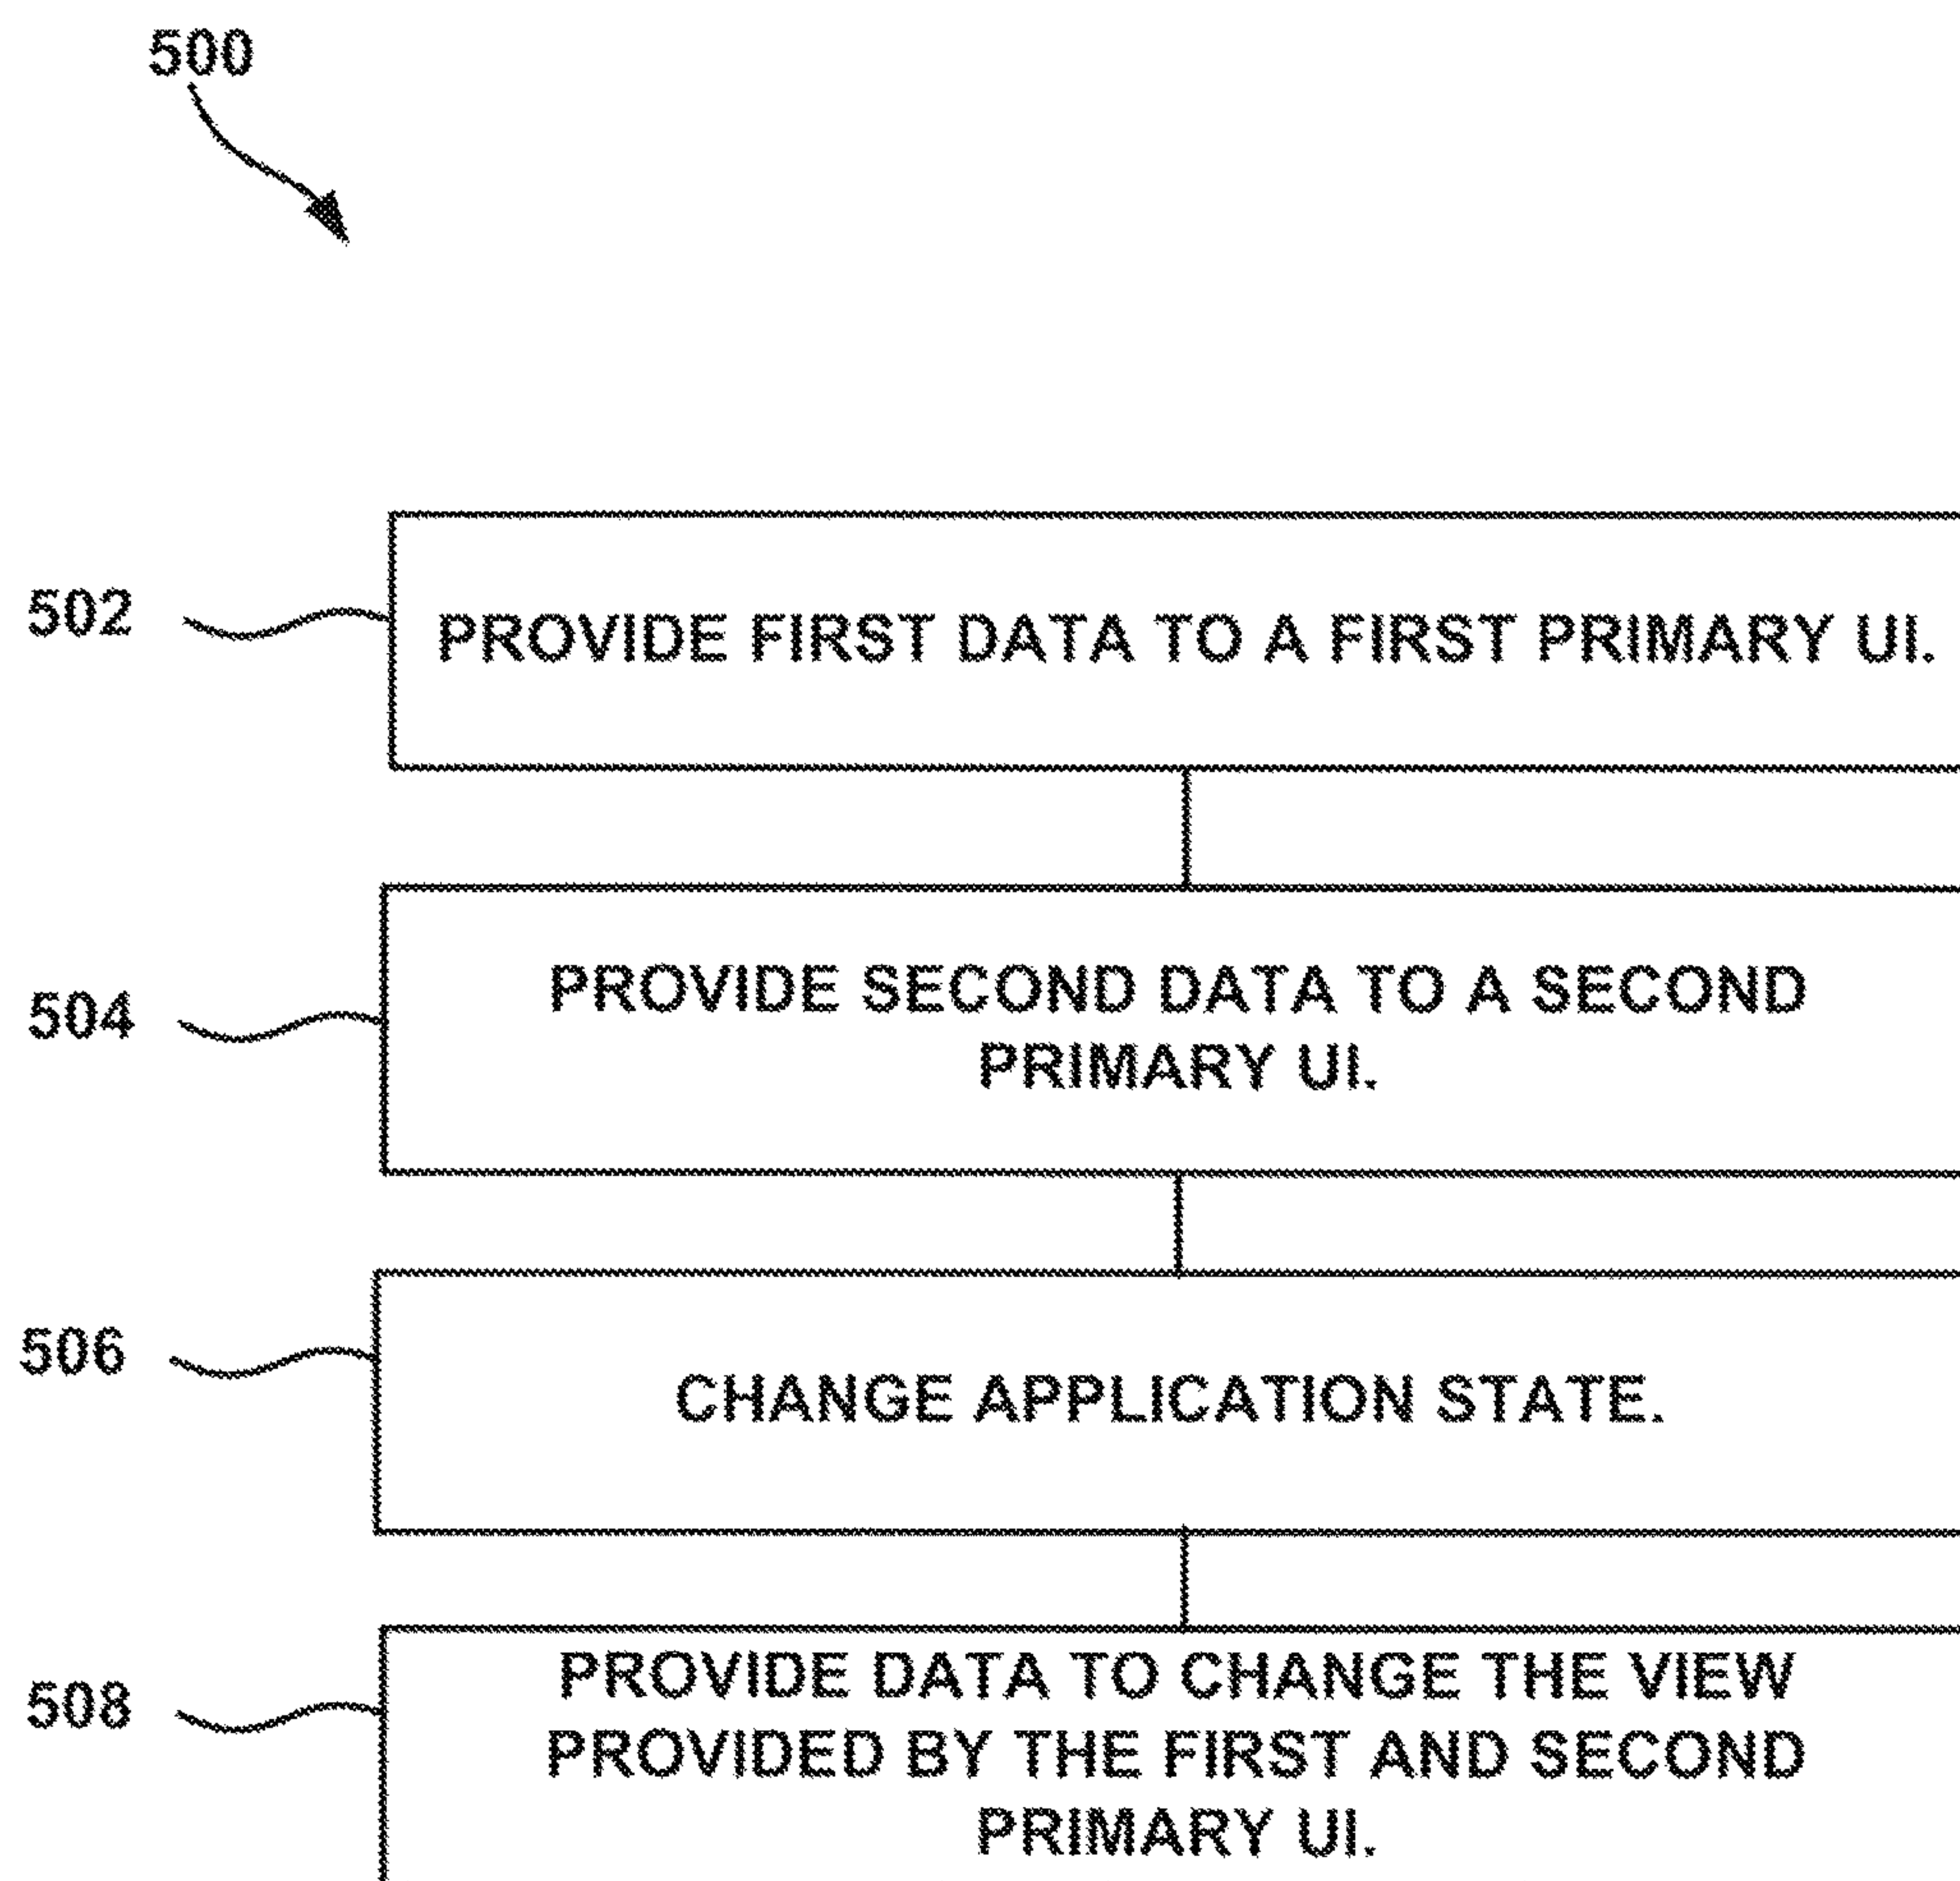 500
502
PROVIDE FIRST DATA TO A FIRST PRIMARY UI.
504
PROVIDE SECOND DATA TO A SECOND
PRIMARY UI.
506
CHANGE APPLICATION STATE.
508
PROVIDE DATA TO CHANGE THE VIEW
PROVIDED BY THE FIRST AND SECOND
PRIMARY UI.